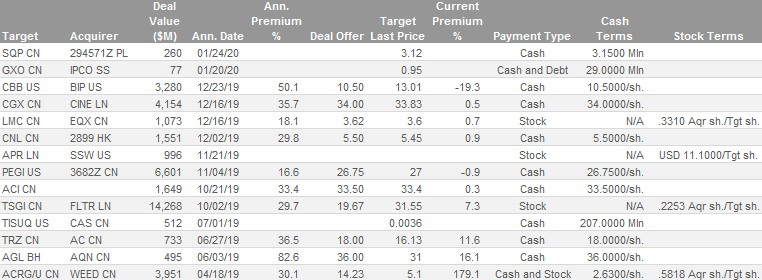 Target Acquirer Deal Value ($M) Ann. Date Ann. Premium % Deal Offer Target Last Price Current Premium % Payment Type Cash Terms Stock Terms
SQP CN 294571Z PL 260 01/24/20 3.12 Cash 3.1500 Mln
GXO CN IPCO SS 77 01/20/20 0.95 Cash and Debt 29.0000 Mln
CBB US BIP US 3,280 12/23/19 50.1 10.50 13.01 -19.3 Cash 10.5000/sh.
CGX CN CINE LN 4,154 12/16/19 35.7 34.00 33.83 0.5 Cash 34.0000/sh.
LMC CN EQX CN 1,073 12/16/19 18.1 3.62 3.6 0.7 Stock N/A .3310 Aqr sh./Tgt sh.
CNL CN 2899 HK 1,551 12/02/19 29.8 5.50 5.45 0.9 Cash 5.5000/sh.
APR LN SSW US 996 11/21/19 Stock N/A USD 11.1000/Tgt sh.
PEGI US 3682Z CN 6,601 11/04/19 16.6 26.75 27 -0.9 Cash 26.7500/sh.
ACI CN 1,649 10/21/19 33.4 33.50 33.4 0.3 Cash 33.5000/sh.
TSGI CN FLTR LN 14,268 10/02/19 29.7 19.67 31.55 7.3 Stock N/A .2253 Aqr sh./Tgt sh.
TISUQ US CAS CN 512 07/01/19 0.0036 Cash 207.0000 Mln
TRZ CN AC CN 733 06/27/19 36.5 18.00 16.13 11.6 Cash 18.0000/sh.
AGL BH AQN CN 495 06/03/19 82.6 36.00 31 16.1 Cash 36.0000/sh.
ACRG/U CN WEED CN 3,951 04/18/19 30.1 14.23 5.1 179.1 Cash and Stock 2.6300/sh. .5818 Aqr sh./Tgt sh.